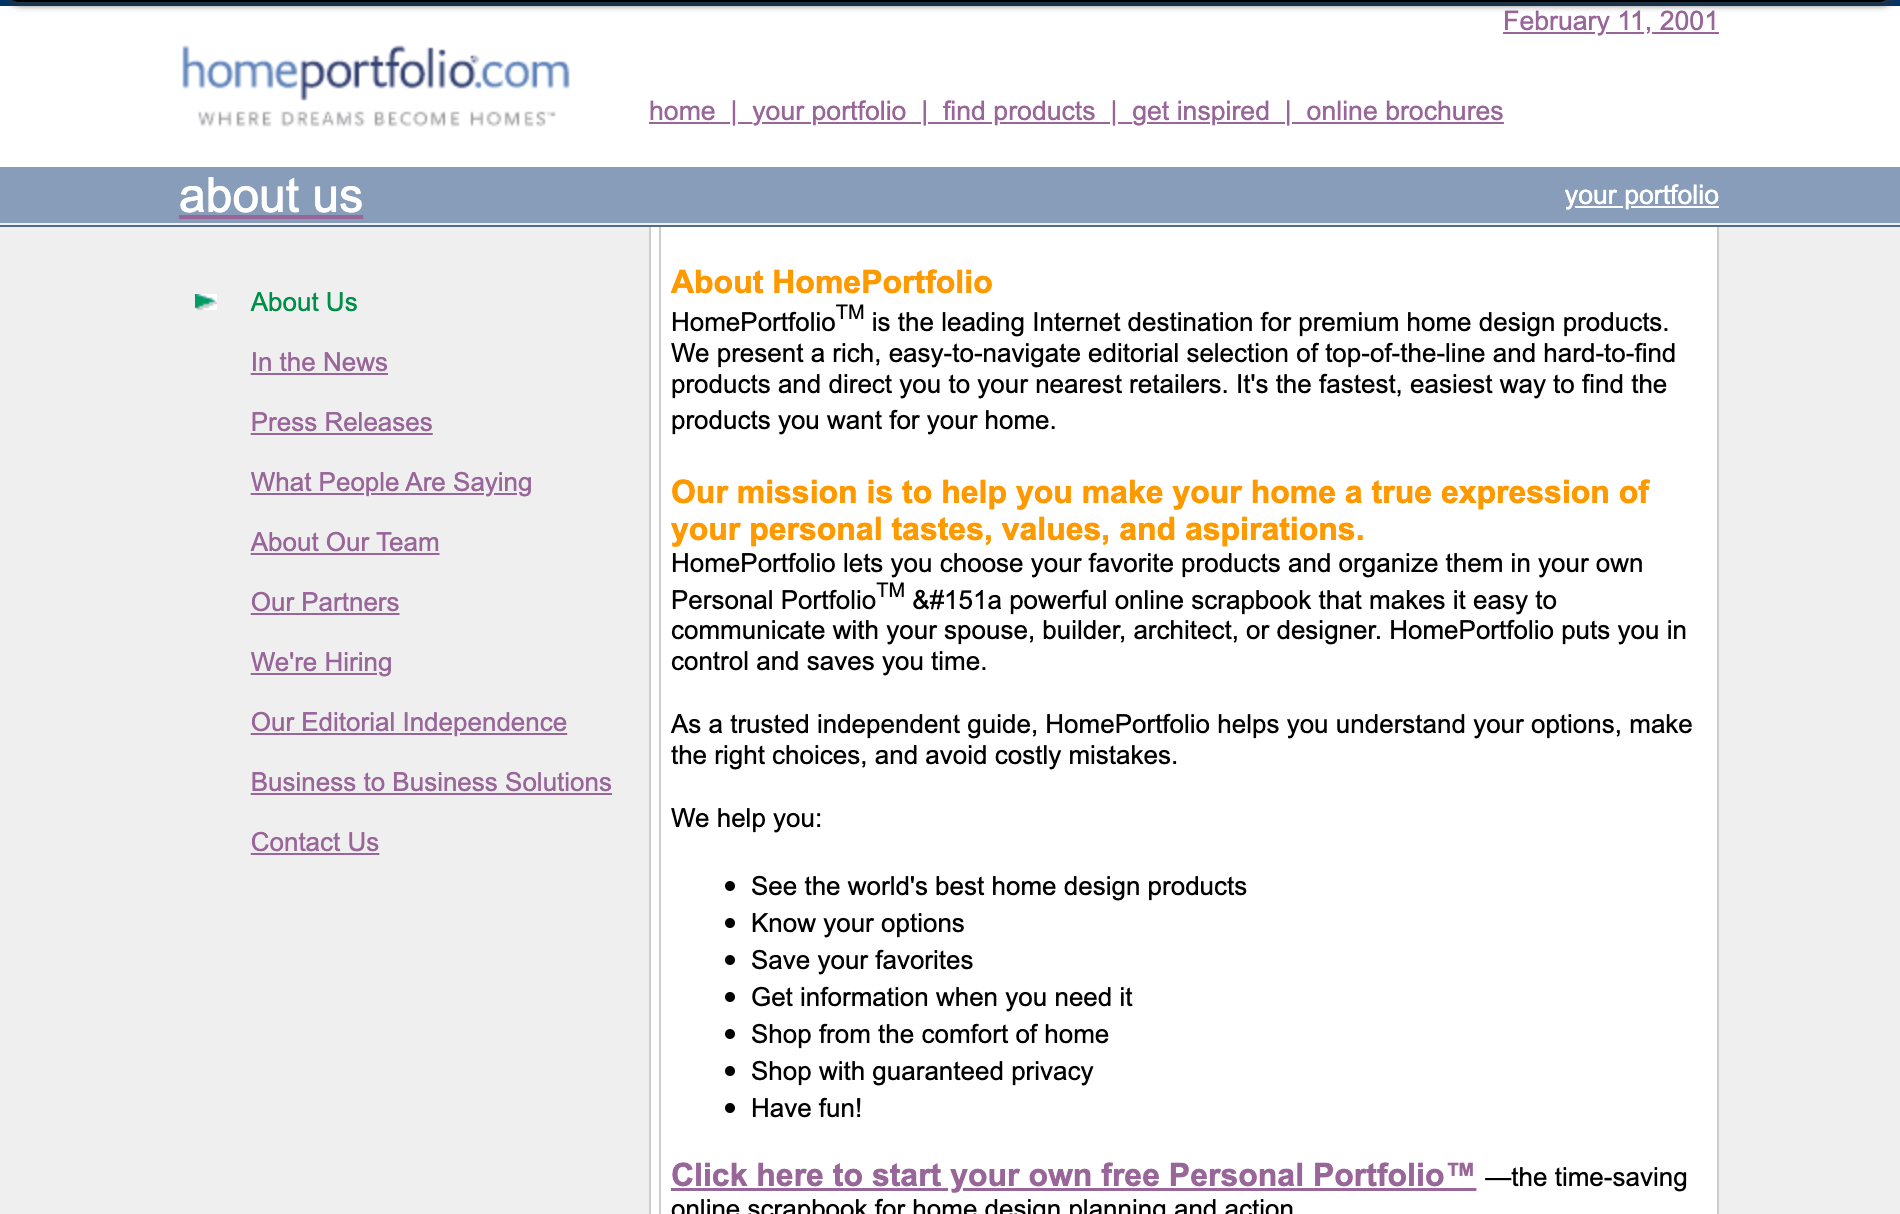 February 11, 2001
homeportfolio.com
WHERE DREAMS BECOME HOMES™
home | your portfolio | find products | get inspired | online brochures
about us
your portfolio
About Us
In the News
Press Releases
What People Are Saying
About Our Team
Our Partners
We're Hiring
Our Editorial Independence
Business to Business Solutions
Contact Us
About HomePortfolio
HomePortfolioTM is the leading Internet destination for premium home design products.
We present a rich, easy-to-navigate editorial selection of top-of-the-line and hard-to-find
products and direct you to your nearest retailers. It's the fastest, easiest way to find the
products you want for your home.
Our mission is to help you make your home a true expression of
your personal tastes, values, and aspirations.
HomePortfolio lets you choose your favorite products and organize them in your own
Personal PortfolioTM &#151a powerful online scrapbook that makes it easy to
communicate with your spouse, builder, architect, or designer. HomePortfolio puts you in
control and saves you time.
As a trusted independent guide, HomePortfolio helps you understand your options, make
the right choices, and avoid costly mistakes.
We help you:
• See the world's best home design products
• Know your options
• Save your favorites
• Get information when you need it
• Shop from the comfort of home
• Shop with guaranteed privacy
• Have fun!
Click here to start your own free Personal Portfolio™ —the time-saving
online scrapbook for home design planning and action